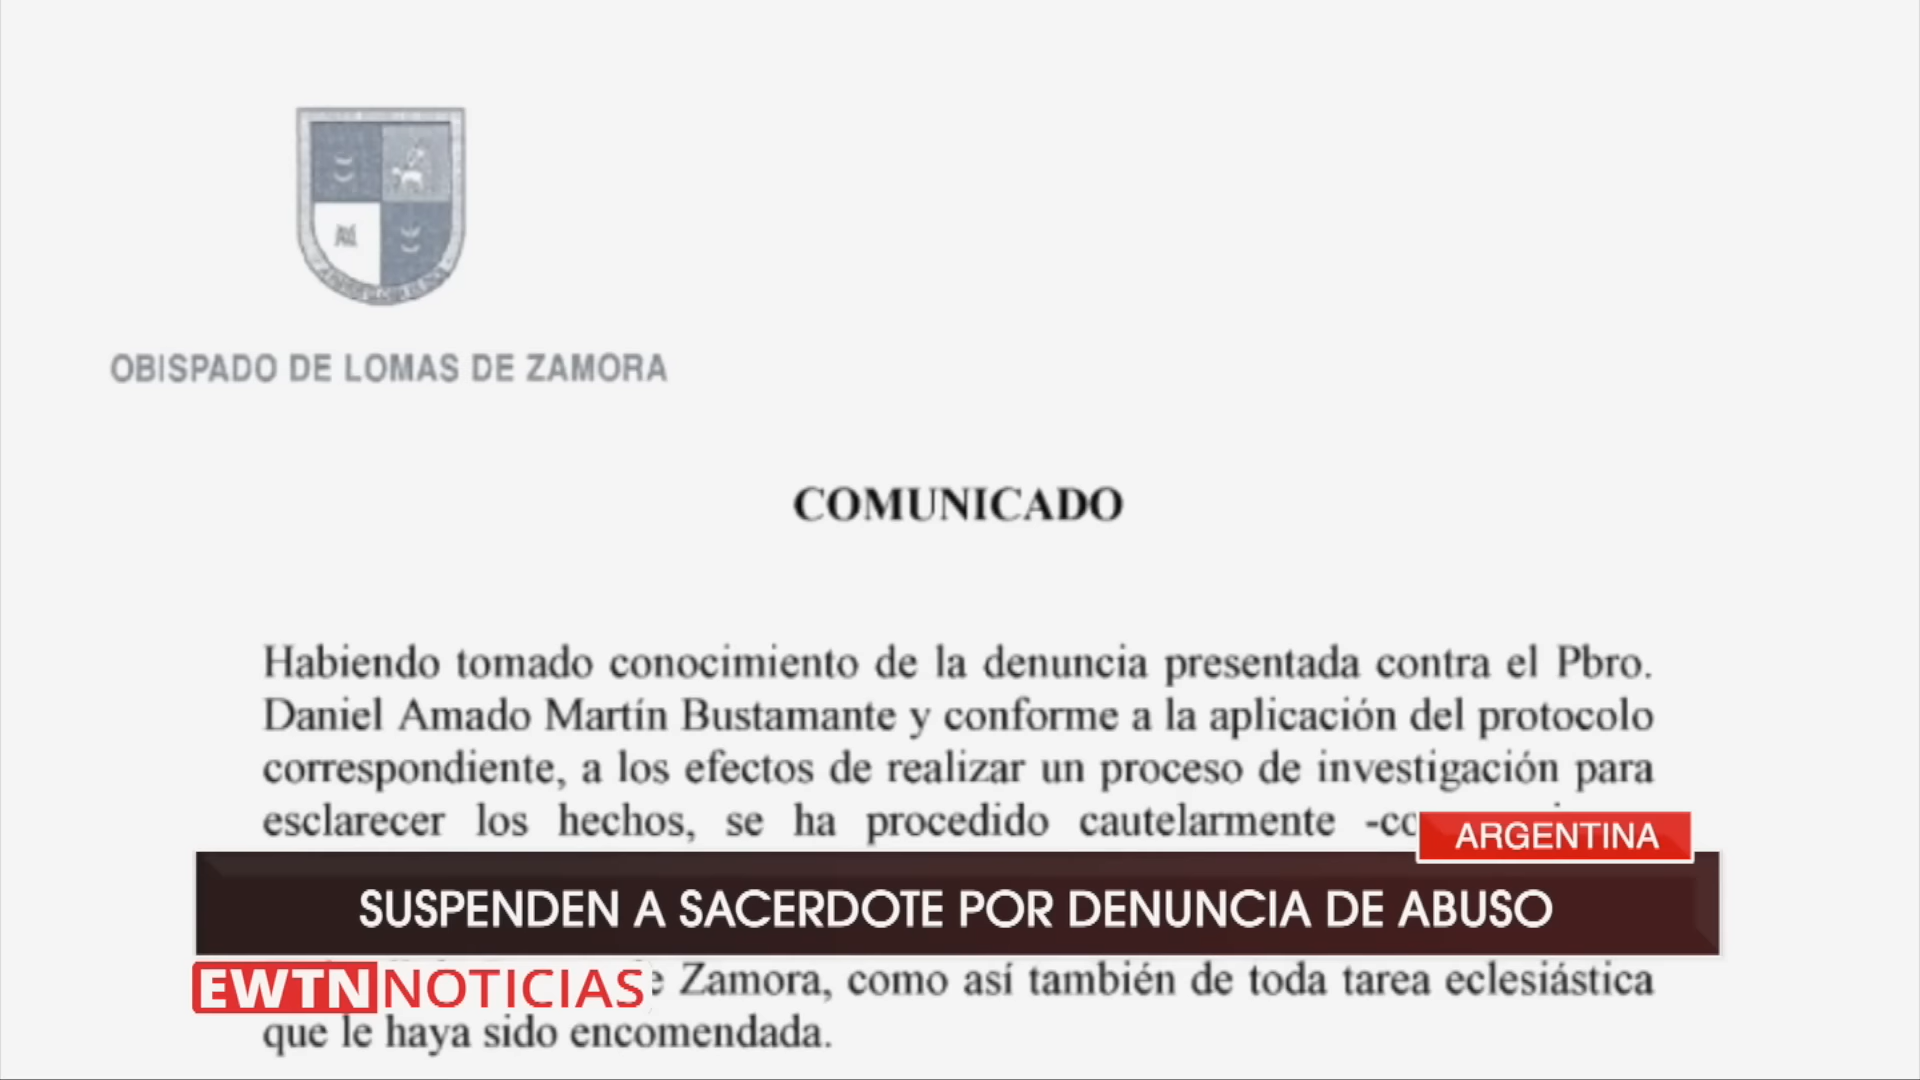 OBISPADO DE LOMAS DE ZAMORA
COMUNICADO
Habiendo tomado conocimiento de la denuncia presentada contra el Pbro.
Daniel Amado Martín Bustamante y conforme a la aplicación del protocolo
correspondiente, a los efectos de realizar un proceso de investigación para
esclarecer los hechos, se ha procedido cautelarmente
ARGENTINA
SUSPENDEN A SACERDOTE POR DENUNCIA DE ABUSO
EWTN NOTICIAS
Zamora, como así también de toda tarea eclesiástica
que le haya sido encomendada.